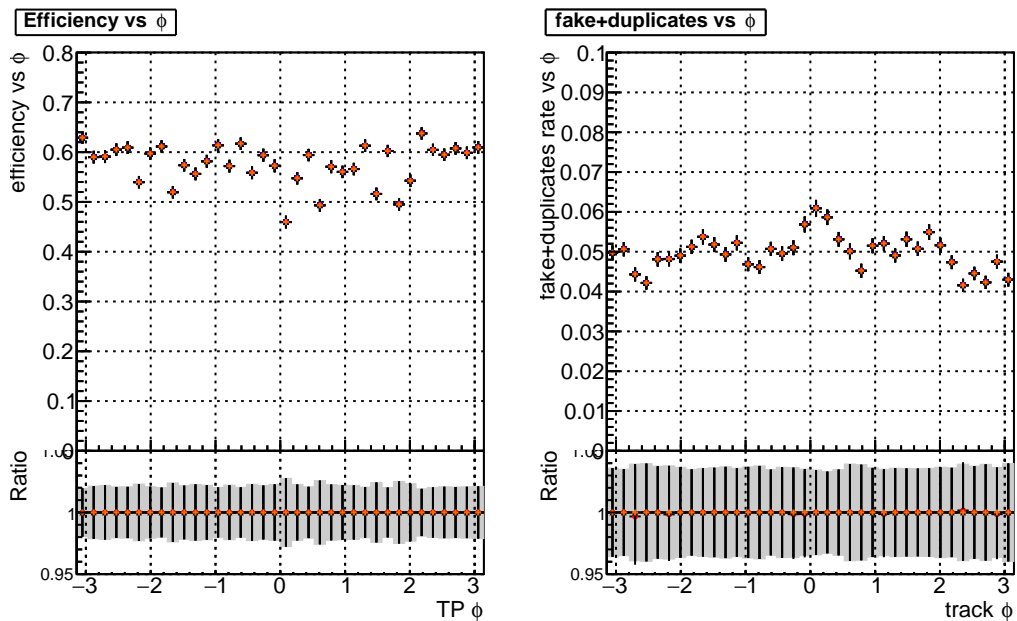 Efficiency vs ϕ
efficiency vs ϕ
0.8
0.7
0.6
0.5
0.4
0.3
0.2
0.1
0
Ratio
1
0.95
−3 −2 −1 0 1 2 3
TP ϕ
fake+duplicates vs ϕ
fake+duplicates rate vs ϕ
0.1
0.09
0.08
0.07
0.06
0.05
0.04
0.03
0.02
0.01
0
Ratio
1
0.95
−3 −2 −1 0 1 2 3
track ϕ